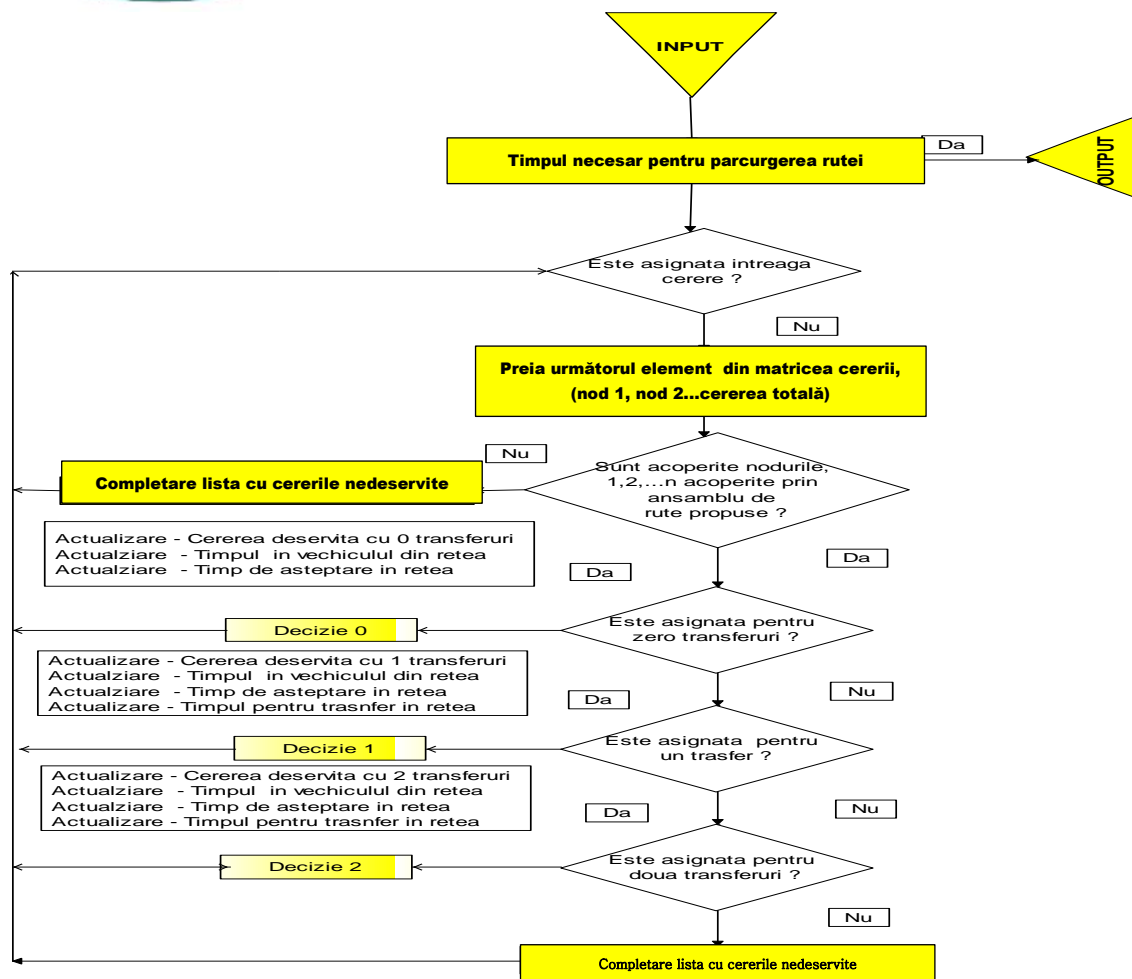 INPUT
Da
Timpul necesar pentru parcurgerea rutei
OUTPUT
Este asignata intreaga
cerere ?
Nu
Preia următorul element din matricea cererii,
(nod 1, nod 2...cererea totală)
Nu
Sunt acoperite nodurile,
1,2,...n acoperite prin
ansamblu de
rute propuse ?
Completare lista cu cererile nedeservite
Actualizare - Cererea deservita cu 0 transferuri
Actualziare - Timpul in vechiculul din retea
Actualziare - Timp de asteptare in retea
Da
Da
Este asignata pentru
zero transferuri ?
Decizie 0
Actualizare - Cererea deservita cu 1 transferuri
Actualziare - Timpul in vechiculul din retea
Actualziare - Timp de asteptare in retea
Actualizare - Timpul pentru trasnfer in retea
Da
Nu
Este asignata pentru
un trasfer ?
Decizie 1
Actualizare - Cererea deservita cu 2 transferuri
Actualziare - Timpul in vechiculul din retea
Actualziare - Timp de asteptare in retea
Actualizare - Timpul pentru trasnfer in retea
Da
Nu
Este asignata pentru
doua transferuri ?
Decizie 2
Nu
Completare lista cu cererile nedeservite